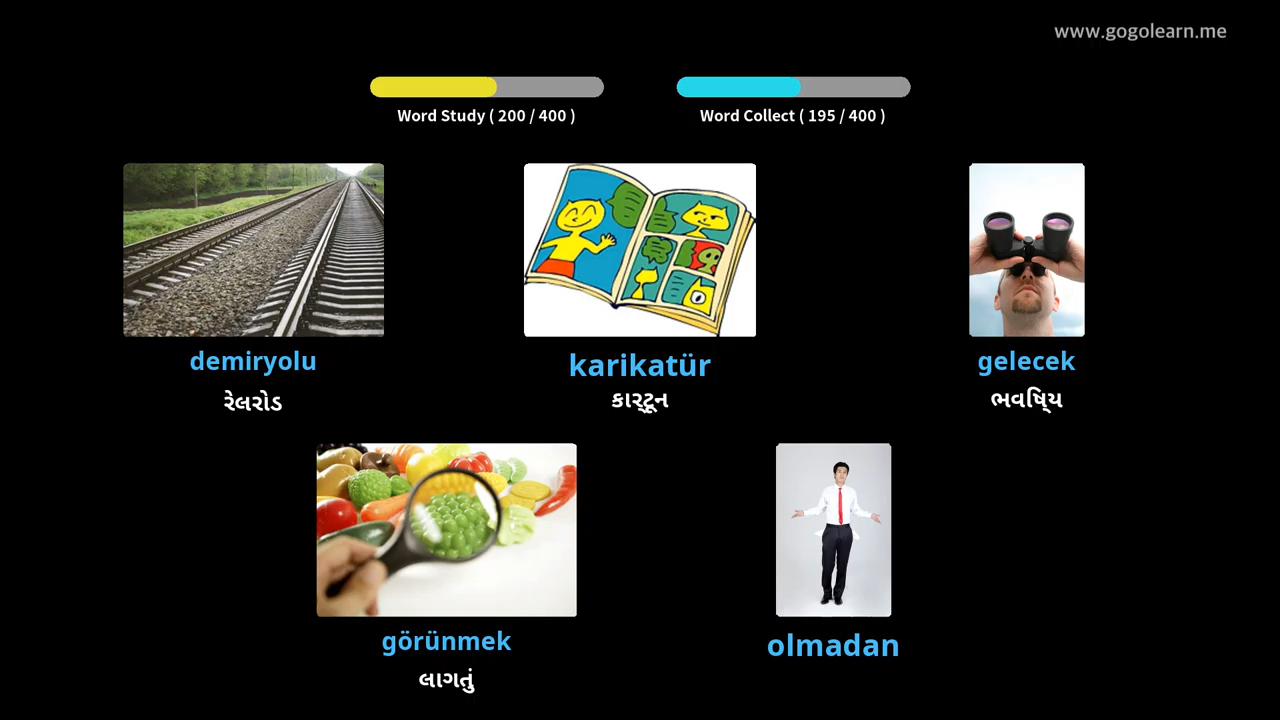 www.gogolearn.me
Word Study ( 200 / 400 )
Word Collect ( 195 / 400 )
demiryolu
રેલરોડ
karikatür
કાર્ટૂન
gelecek
ભવિષ્ય
görünmek
લાગતું
olmadan